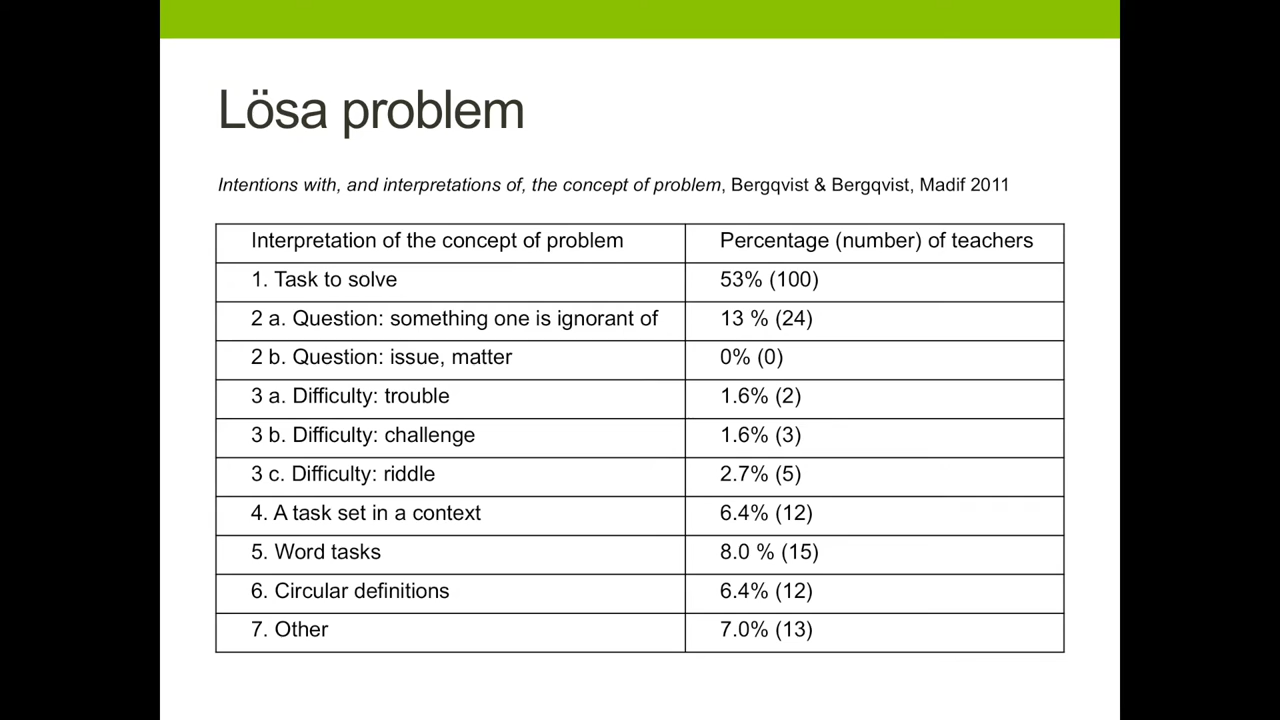 Lösa problem
Intentions with, and interpretations of, the concept of problem, Bergqvist & Bergqvist, Madif 2011
Interpretation of the concept of problem Percentage (number) of teachers
1. Task to solve 53% (100)
2 a. Question: something one is ignorant of 13 % (24)
2 b. Question: issue, matter 0% (0)
3 a. Difficulty: trouble 1.6% (2)
3 b. Difficulty: challenge 1.6% (3)
3 c. Difficulty: riddle 2.7% (5)
4. A task set in a context 6.4% (12)
5. Word tasks 8.0 % (15)
6. Circular definitions 6.4% (12)
7. Other 7.0% (13)